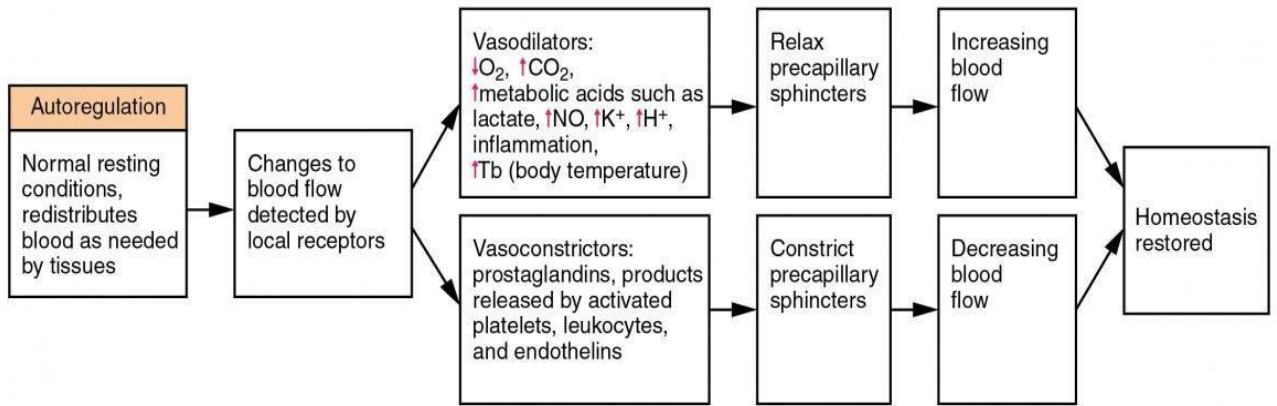 Autoregulation
Normal resting
conditions,
redistributes
blood as needed
by tissues
Changes to
blood flow
detected by
local receptors
Vasodilators:
↓O₂, ↑CO₂,
↑metabolic acids such as
lactate, ↑NO, ↑K⁺, ↑H⁺,
inflammation,
↑Tb (body temperature)
Relax
precapillary
sphincters
Increasing
blood
flow
Vasoconstrictors:
prostaglandins, products
released by activated
platelets, leukocytes,
and endothelins
Constrict
precapillary
sphincters
Decreasing
blood
flow
Homeostasis
restored